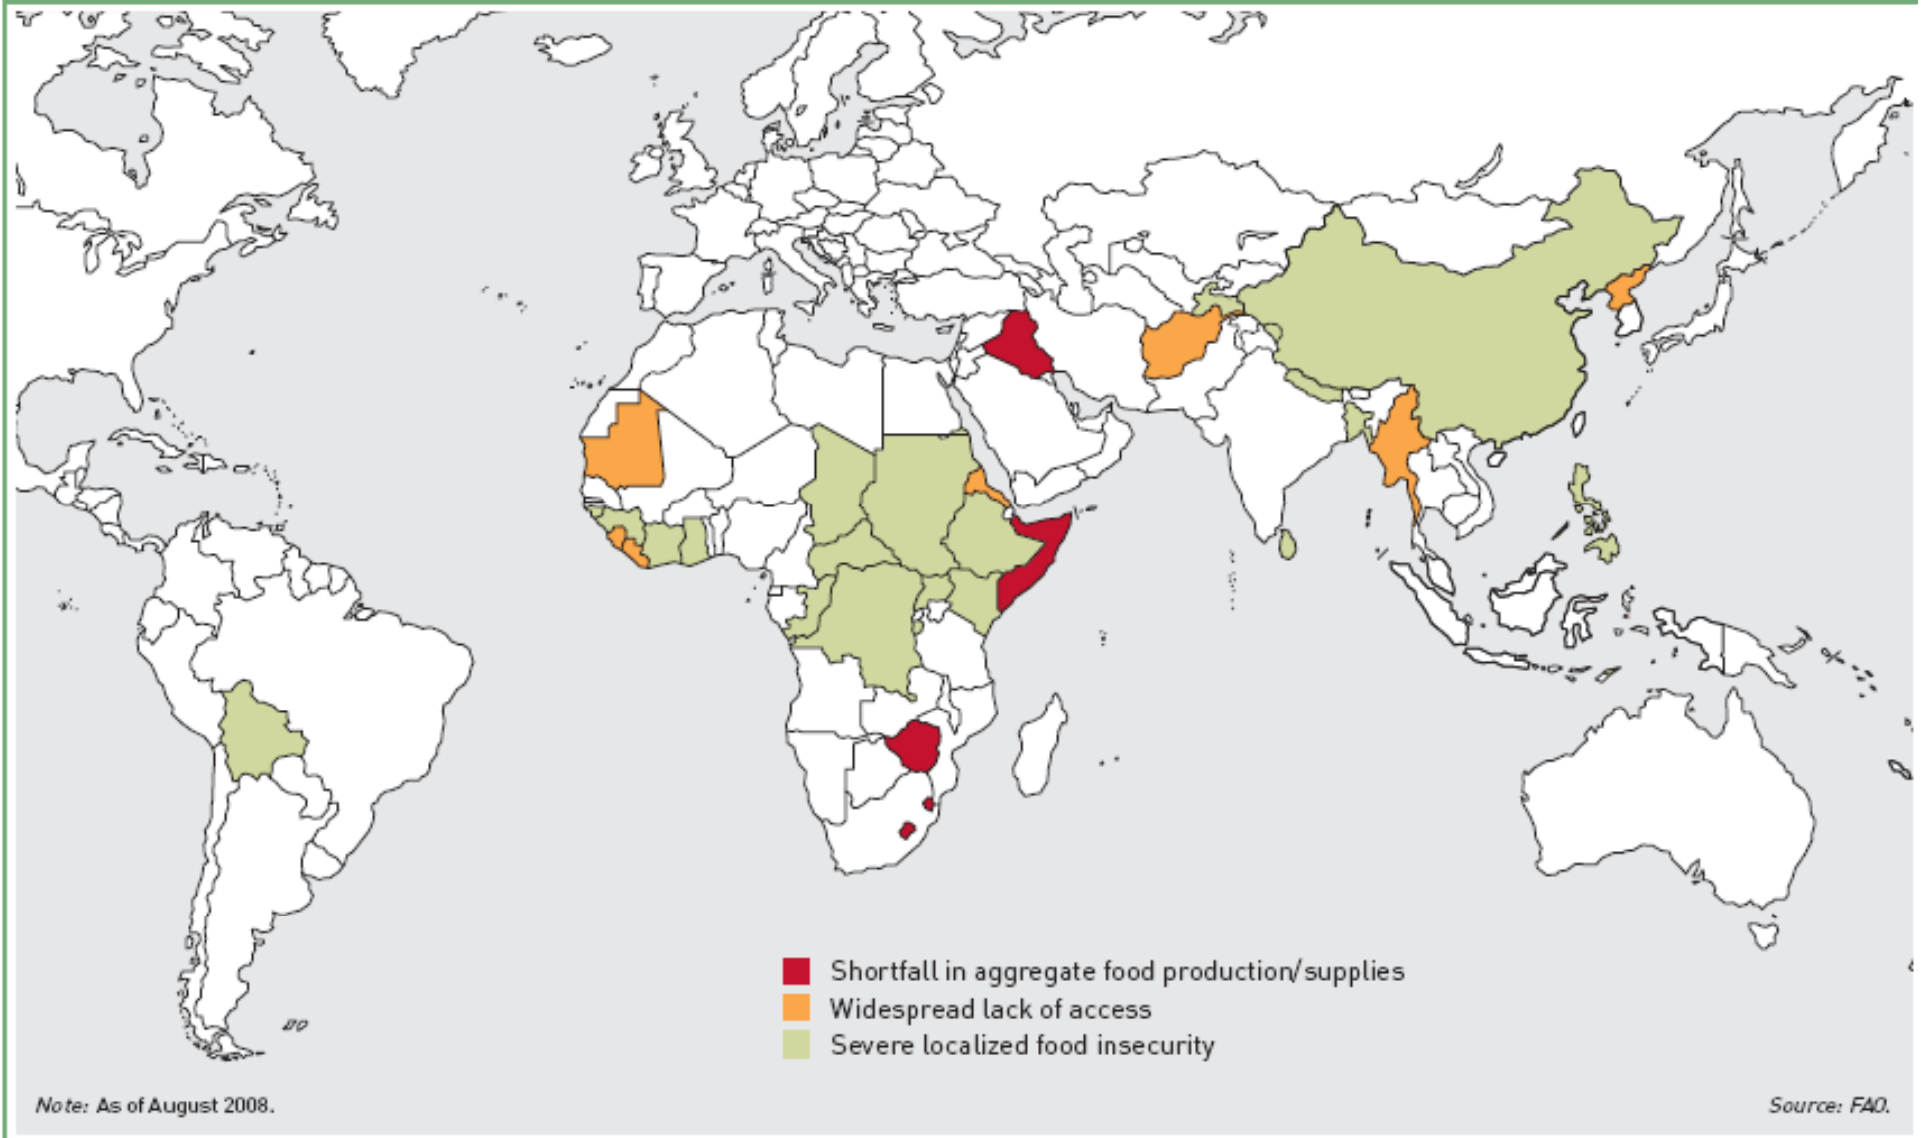 Shortfall in aggregate food production/supplies
Widespread lack of access
Severe localized food insecurity
Note: As of August 2008.
Source: FAO.